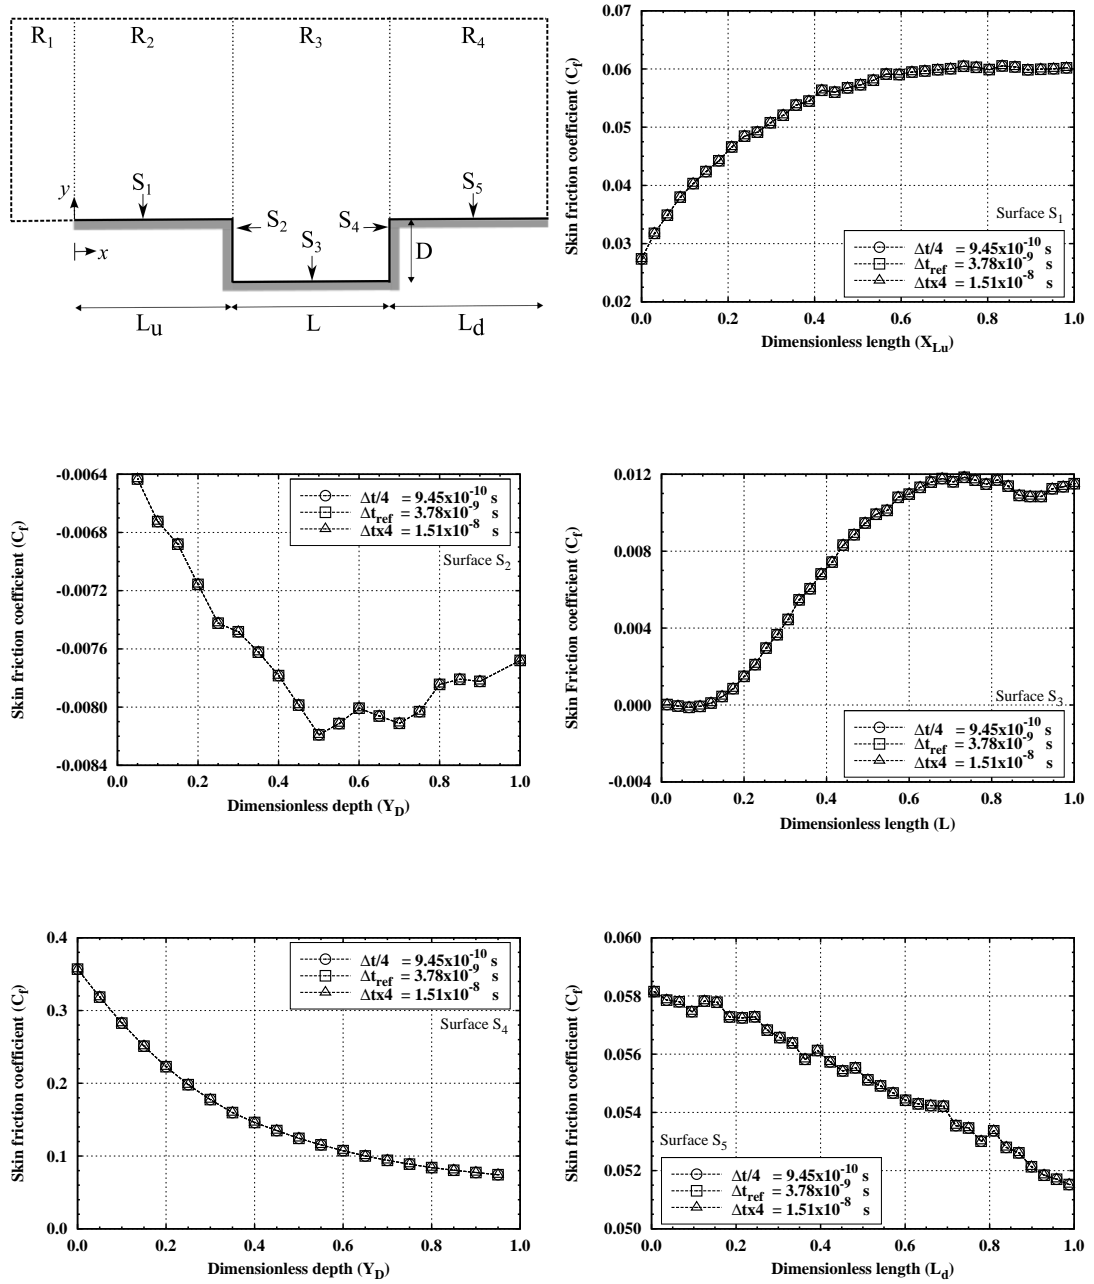 R1 R2 R3 R4
y S1 S5
S2 S4
S3 D
x
Lu L Ld
Skin friction coefficient (Cf)
0.07
0.06
0.05
0.04
0.03
0.02
Surface S1
Δt/4 = 9.45x10-10 s
Δtref = 3.78x10-9 s
Δtx4 = 1.51x10-8 s
0.0 0.2 0.4 0.6 0.8 1.0
Dimensionless length (XLu)
Skin friction coefficient (Cf)
-0.0064
-0.0068
-0.0072
-0.0076
-0.0080
-0.0084
Δt/4 = 9.45x10-10 s
Δtref = 3.78x10-9 s
Δtx4 = 1.51x10-8 s
Surface S2
0.0 0.2 0.4 0.6 0.8 1.0
Dimensionless depth (YD)
Skin Friction coefficient (Cf)
0.012
0.008
0.004
0.000
-0.004
Surface S3
Δt/4 = 9.45x10-10 s
Δtref = 3.78x10-9 s
Δtx4 = 1.51x10-8 s
0.0 0.2 0.4 0.6 0.8 1.0
Dimensionless length (L)
Skin friction coefficient (Cf)
0.4
0.3
0.2
0.1
0.0
Δt/4 = 9.45x10-10 s
Δtref = 3.78x10-9 s
Δtx4 = 1.51x10-8 s
Surface S4
0.0 0.2 0.4 0.6 0.8 1.0
Dimensionless depth (YD)
Skin friction coefficient (Cf)
0.060
0.058
0.056
0.054
0.052
0.050
Surface S5
Δt/4 = 9.45x10-10 s
Δtref = 3.78x10-9 s
Δtx4 = 1.51x10-8 s
0.0 0.2 0.4 0.6 0.8 1.0
Dimensionless length (Ld)